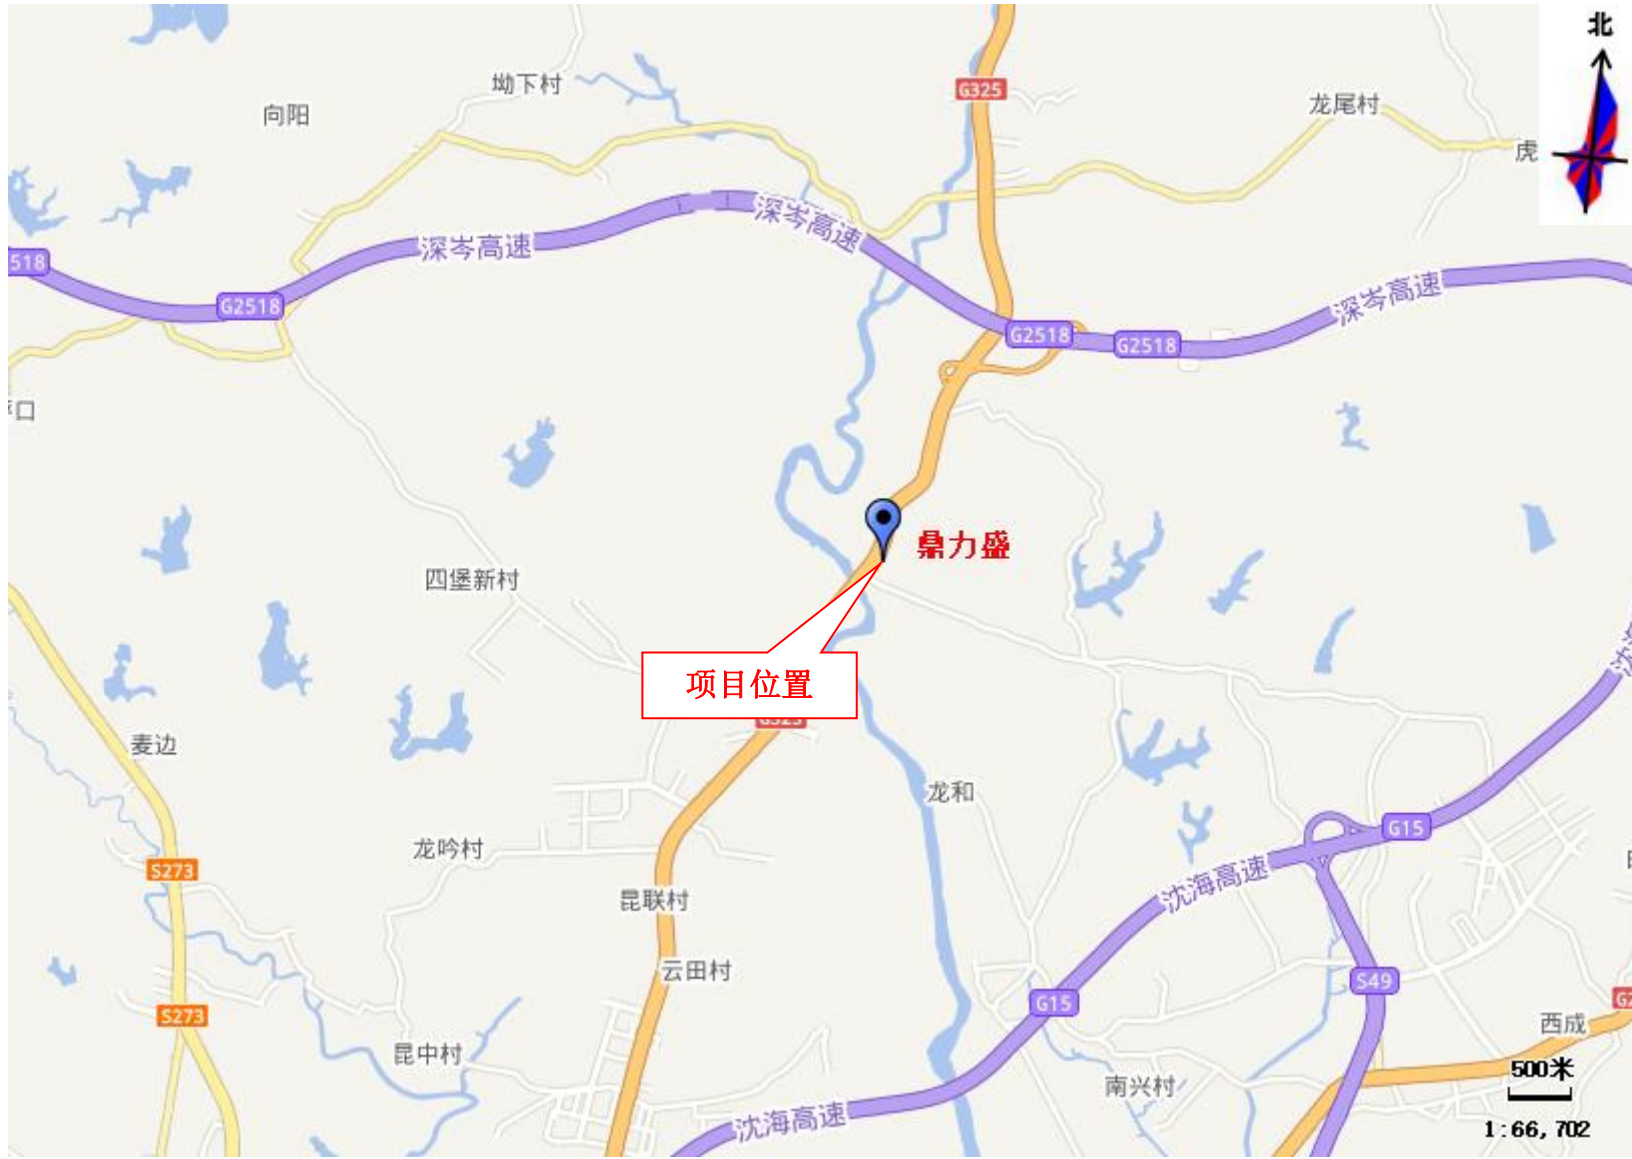 北
坳下村
G325
龙尾村
向阳
虎
深岑高速
深岑高速
518
G2518
深岑高速
G2518
G2518
口
鼎力盛
四堡新村
项目位置
G325
麦边
龙和
G15
龙吟村
S273
沈海高速
昆联村
云田村
S49
G15
S273
西成
昆中村
500米
南兴村
沈海高速
1:66,702